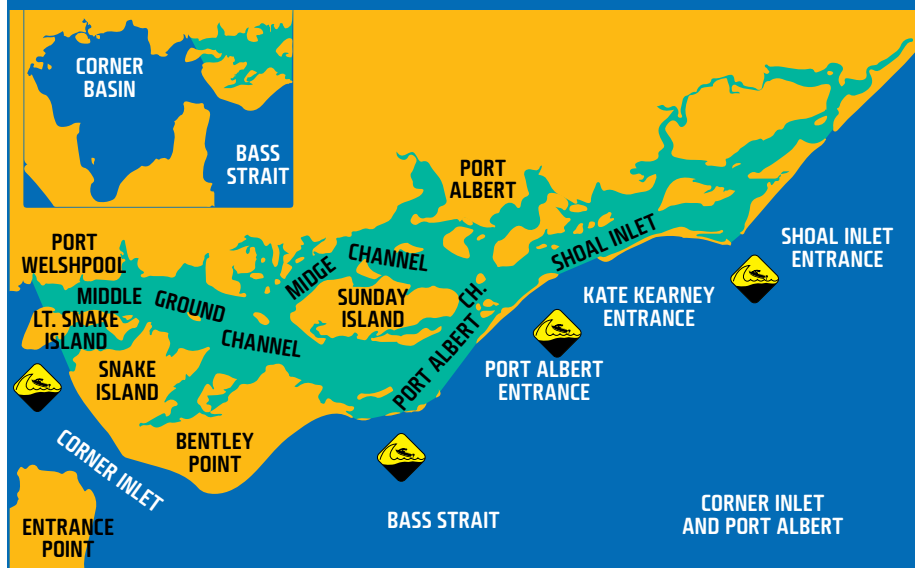 CORNER
BASIN
BASS
STRAIT
PORT
ALBERT
PORT
WELSHPOOL
MIDGE CHANNEL
SHOAL INLET
SHOAL INLET
ENTRANCE
MIDDLE GROUND CHANNEL
LT. SNAKE
ISLAND
SUNDAY
ISLAND
PORT ALBERT CH.
KATE KEARNEY
ENTRANCE
SNAKE
ISLAND
PORT ALBERT
ENTRANCE
BENTLEY
POINT
CORNER INLET
ENTRANCE
POINT
BASS STRAIT
CORNER INLET
AND PORT ALBERT